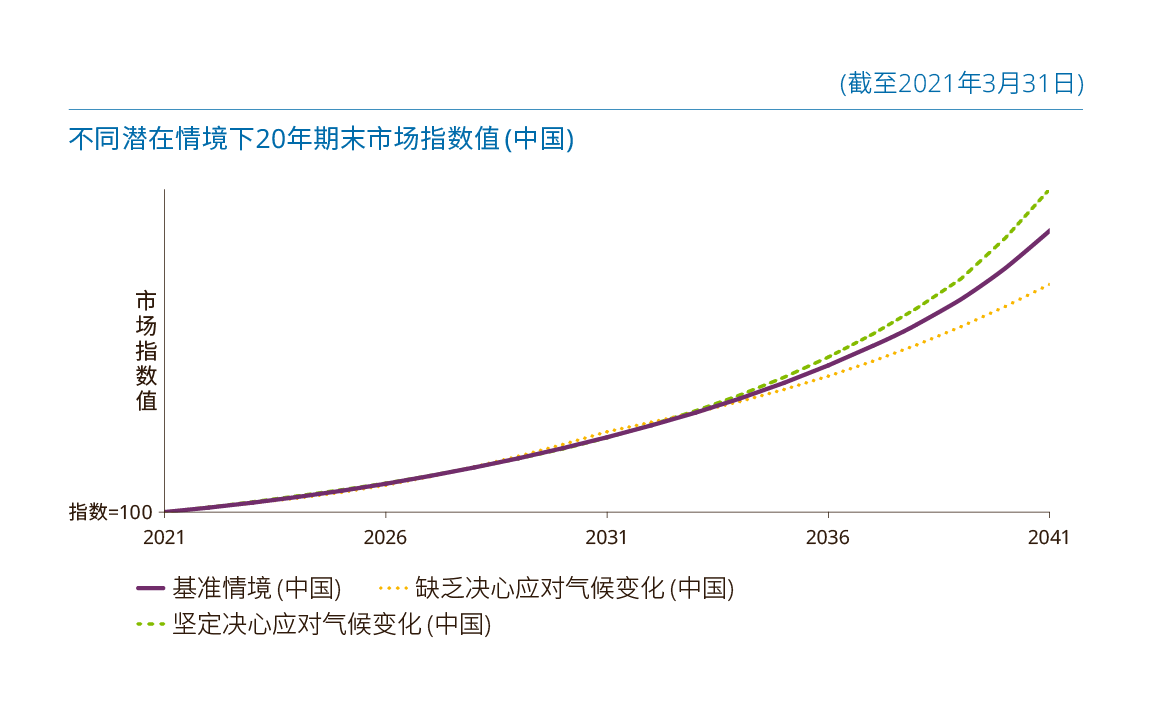 (截至2021年3月31日)
不同潜在情境下20年期末市场指数值(中国)
市场指数值
指数=100
2021 2026 2031 2036 2041
基准情境(中国) 缺乏决心应对气候变化(中国)
坚定决心应对气候变化(中国)